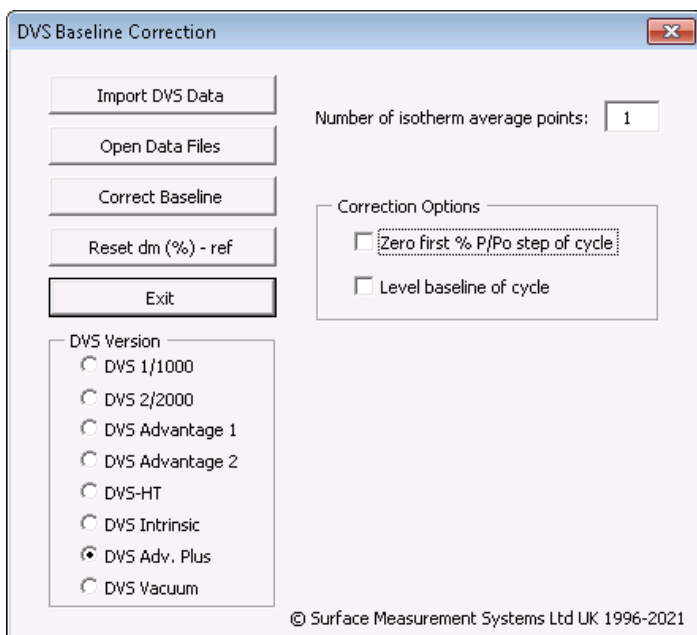 DVS Baseline Correction
Import DVS Data
Open Data Files
Correct Baseline
Reset dm (%) - ref
Exit
DVS Version
DVS 1/1000
DVS 2/2000
DVS Advantage 1
DVS Advantage 2
DVS-HT
DVS Intrinsic
DVS Adv. Plus
DVS Vacuum
Number of isotherm average points: 1
Correction Options
Zero first % P/Po step of cycle
Level baseline of cycle
© Surface Measurement Systems Ltd UK 1996-2021